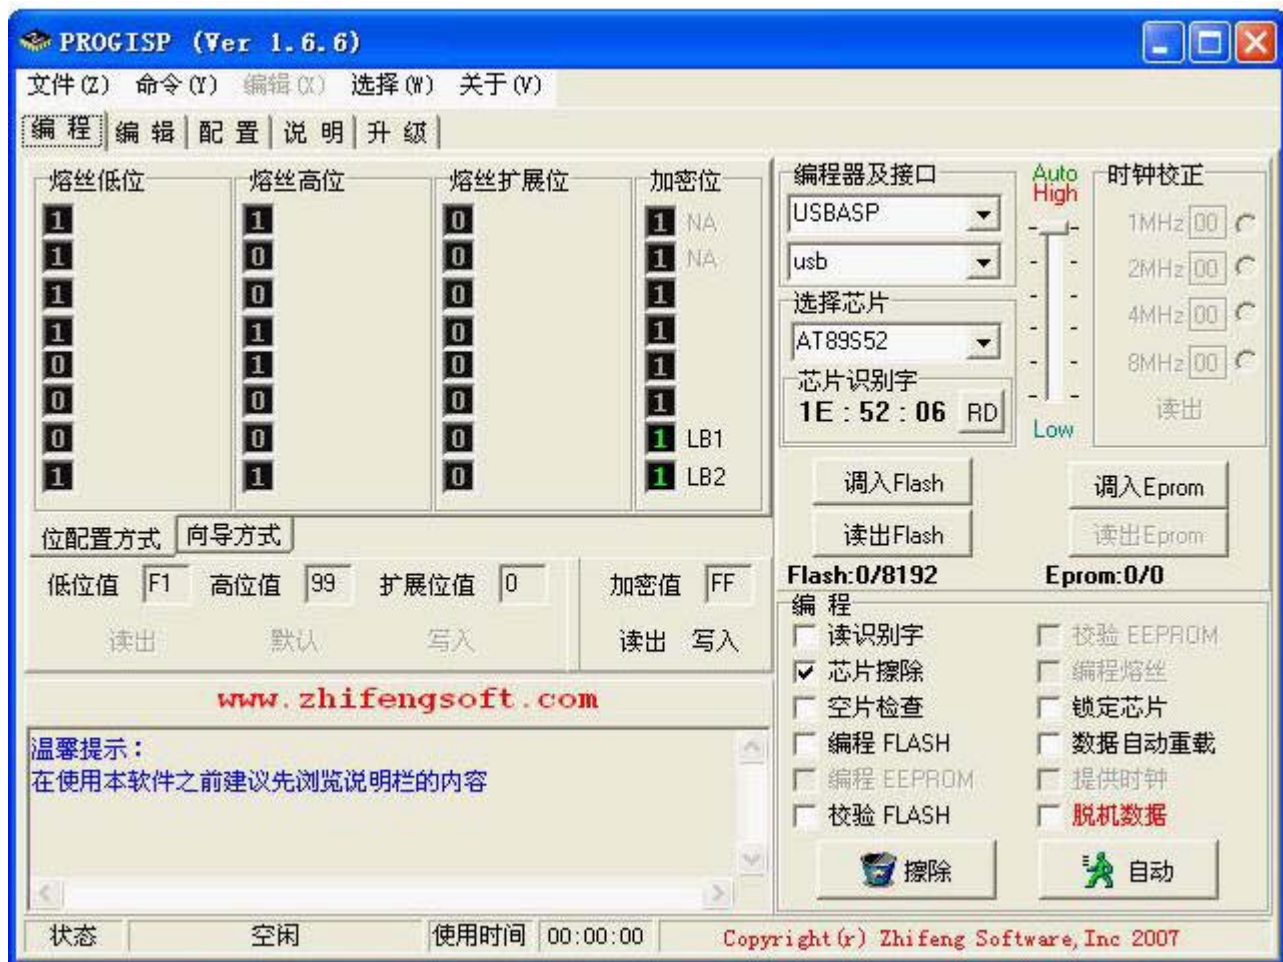 PROGISP (Ver 1.6.6)
文件(Z) 命令(Y) 编辑(X) 选择(W) 关于(V)
编 程 编 辑 配 置 说 明 升 级
熔丝低位 熔丝高位 熔丝扩展位 加密位
1 1 0 1 NA
1 0 0 1 NA
1 0 0 1
1 1 0 1
0 1 0 1
0 0 0 1
0 0 0 1 LB1
1 1 0 1 LB2
位配置方式 向导方式
低位值 F1 高位值 99 扩展位值 0 加密值 FF
读出 默认 写入 读出 写入
www.zhifengsoft.com
温馨提示：
在使用本软件之前建议先浏览说明栏的内容
编程器及接口
USBASP
usb
选择芯片
AT89S52
芯片识别字
1E : 52 : 06 RD
Auto
High
Low
时钟校正
1MHz 00
2MHz 00
4MHz 00
8MHz 00
读出
调入Flash 调入Eprom
读出Flash 读出Eprom
Flash:0/8192 Eprom:0/0
编 程
读识别字 校验 EEPROM
芯片擦除 编程熔丝
空片检查 锁定芯片
编程 FLASH 数据自动重载
编程 EEPROM 提供时钟
校验 FLASH 脱机数据
擦除 自动
状态 空闲 使用时间 00:00:00 Copyright(r) Zhifeng Software,Inc 2007